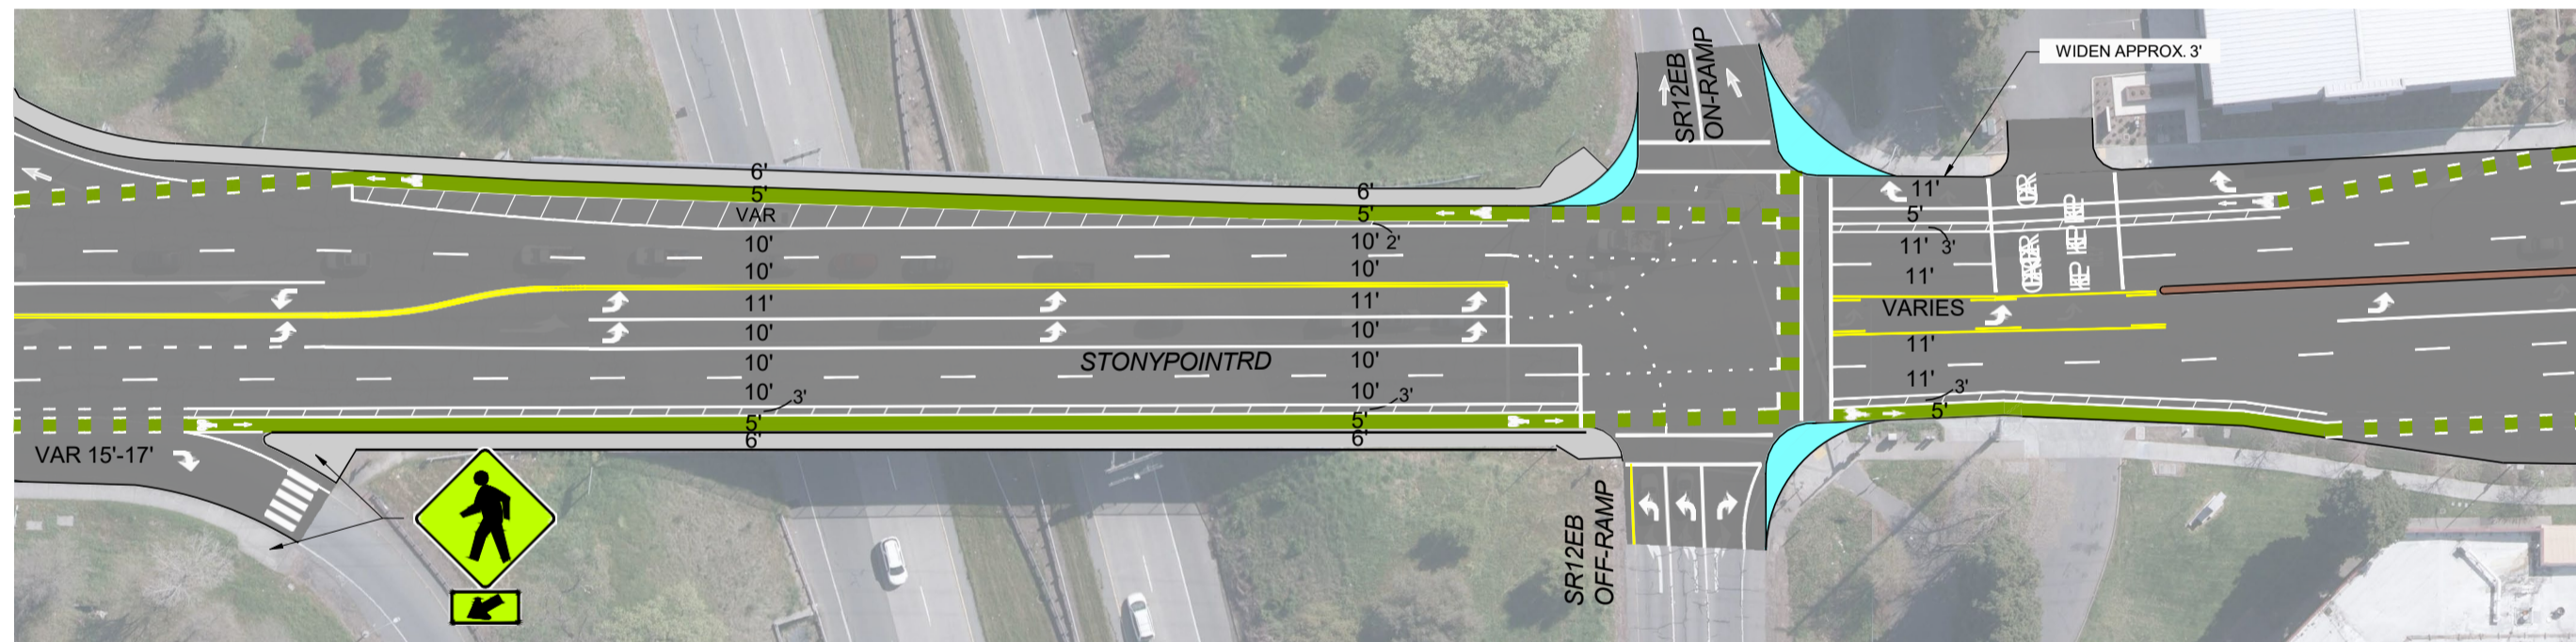 WIDEN APPROX. 3'
SR12EB
ON-RAMP
6'
5'
VAR
10'
10'
11'
10'
10'
10'
3'
5'
6'
6'
5'
10'
2'
10'
11'
10'
10'
10'
3'
5'
6'
STONYPOINTRD
11'
5'
11'
3'
11'
VARIES
11'
11'
3'
5'
KEEP
CLEAR
VAR 15'-17'
SR12EB
OFF-RAMP